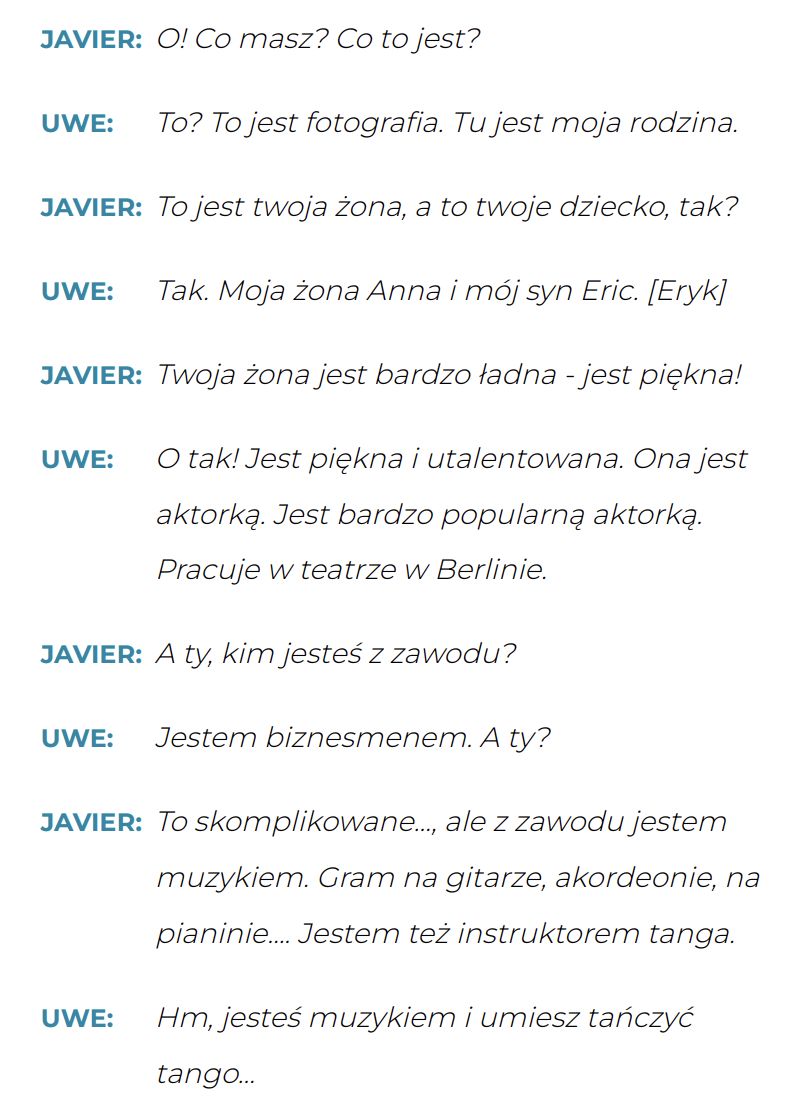 JAVIER: O! Co masz? Co to jest?
UWE: To? To jest fotografia. Tu jest moja rodzina.
JAVIER: To jest twoja żona, a to twoje dziecko, tak?
UWE: Tak. Moja żona Anna i mój syn Eric. [Eryk]
JAVIER: Twoja żona jest bardzo ładna - jest piękna!
UWE: O tak! Jest piękna i utalentowana. Ona jest
aktorką. Jest bardzo popularną aktorką.
Pracuje w teatrze w Berlinie.
JAVIER: A ty, kim jesteś z zawodu?
UWE: Jestem biznesmenem. A ty?
JAVIER: To skomplikowane..., ale z zawodu jestem
muzykiem. Gram na gitarze, akordeonie, na
pianinie.... Jestem też instruktorem tanga.
UWE: Hm, jesteś muzykiem i umiesz tańczyć
tango...